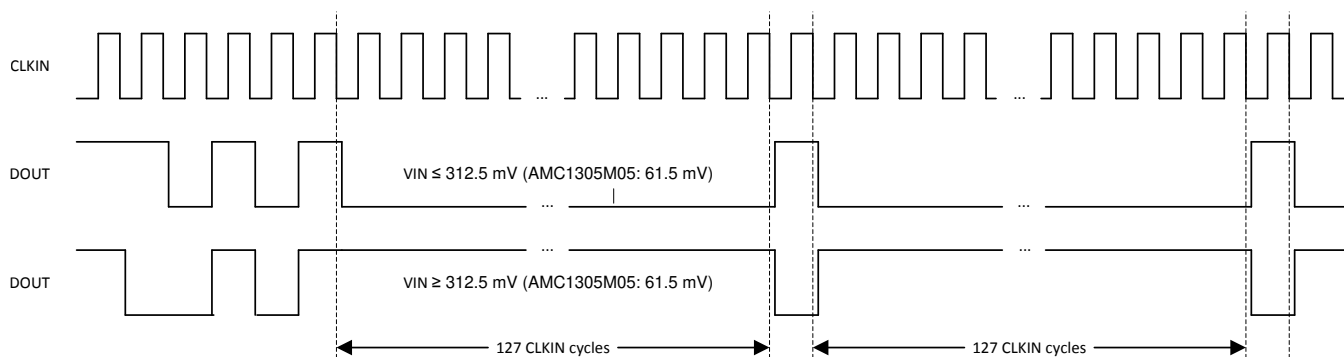 CLKIN
... ...
DOUT
VIN ≤ 312.5 mV (AMC1305M05: 61.5 mV)
... ...
... ...
DOUT
VIN ≥ 312.5 mV (AMC1305M05: 61.5 mV)
127 CLKIN cycles 127 CLKIN cycles